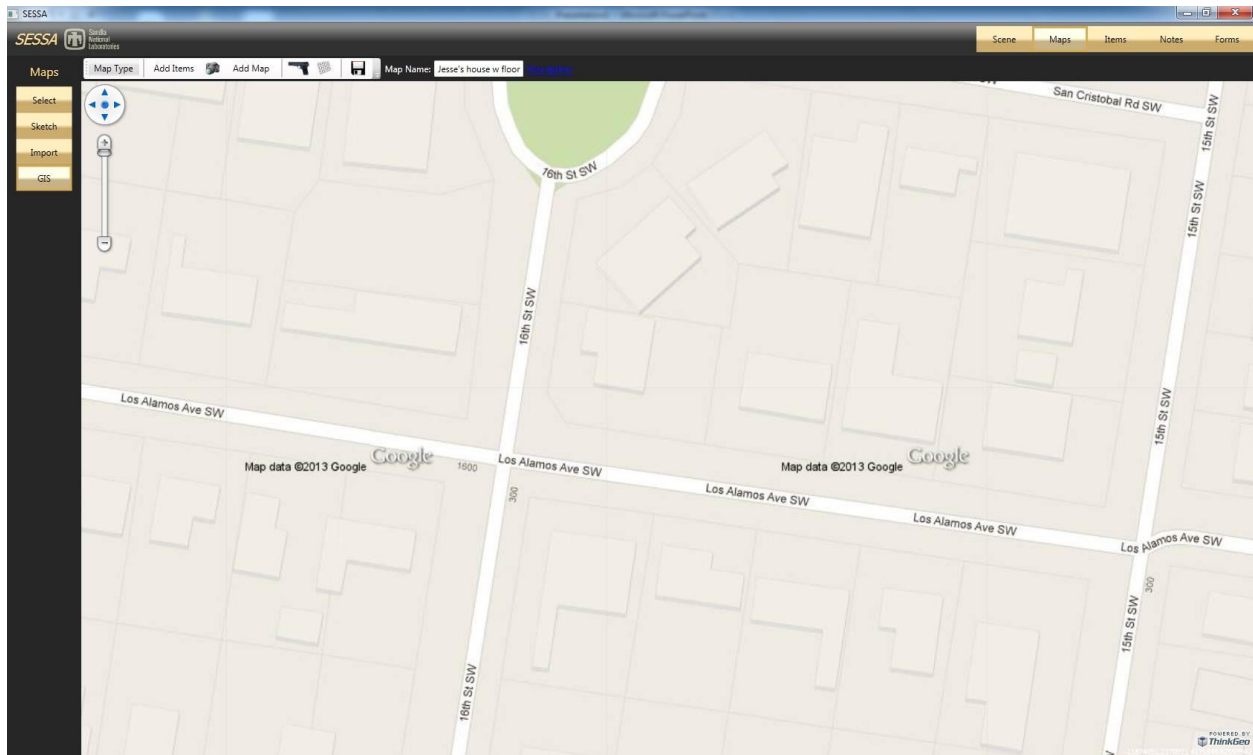 SESSA
SESSA Sandia National Laboratories
Scene Maps Items Notes Forms
Maps
Map Type Add Items Add Map Map Name: Jesse's house w floor
Select
Sketch
Import
GIS
San Cristobal Rd SW
15th St SW
16th St SW
15th St SW
16th St SW
Los Alamos Ave SW
15th St SW
Map data ©2013 Google Google
1600
Los Alamos Ave SW
Map data ©2013 Google Google
300
Los Alamos Ave SW
Los Alamos Ave SW
Los Alamos Ave SW
300
15th St SW
16th St SW
POWERED BY
ThinkGeo